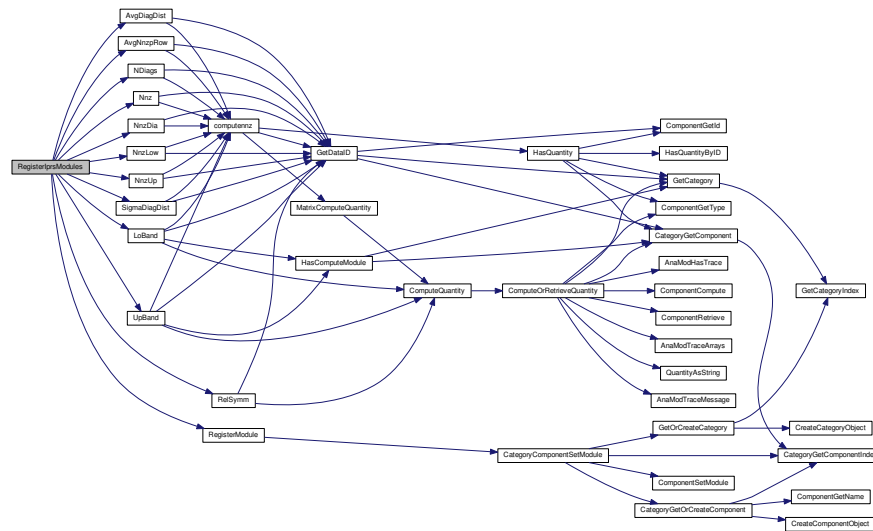 RegisterIprsModules
AvgDiagDist
AvgNnzpRow
NDiags
Nnz
NnzDia
NnzLow
NnzUp
SigmaDiagDist
LoBand
UpBand
RelSymm
RegisterModule
computennz
GetDataID
MatrixComputeQuantity
HasComputeModule
ComputeQuantity
HasQuantity
ComputeOrRetrieveQuantity
CategoryComponentSetModule
ComponentGetId
HasQuantityByID
GetCategory
ComponentGetType
CategoryGetComponent
AnaModHasTrace
ComponentCompute
ComponentRetrieve
AnaModTraceArrays
QuantityAsString
AnaModTraceMessage
GetOrCreateCategory
ComponentSetModule
CategoryGetOrCreateComponent
GetCategoryIndex
CreateCategoryObject
CategoryGetComponentIndex
ComponentGetName
CreateComponentObject